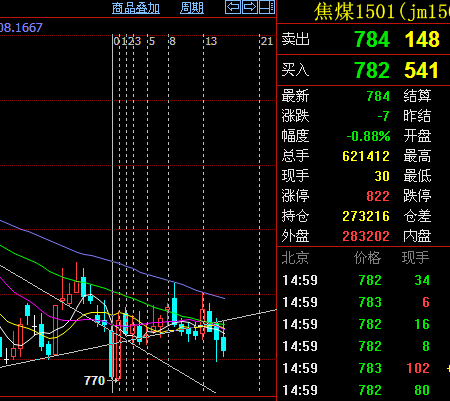 商品叠加 周期
08.1667
0 1 2 3 5 8 13 21
770
焦煤1501(jm150
卖出 784 148
买入 782 541
最新 784 结算
涨跌 -7 昨结
幅度 -0.88% 开盘
总手 621412 最高
现手 30 最低
涨停 822 跌停
持仓 273216 仓差
外盘 283202 内盘
北京 价格 现手
14:59 782 34
14:59 783 6
14:59 782 16
14:59 782 8
14:59 783 102
14:59 782 80